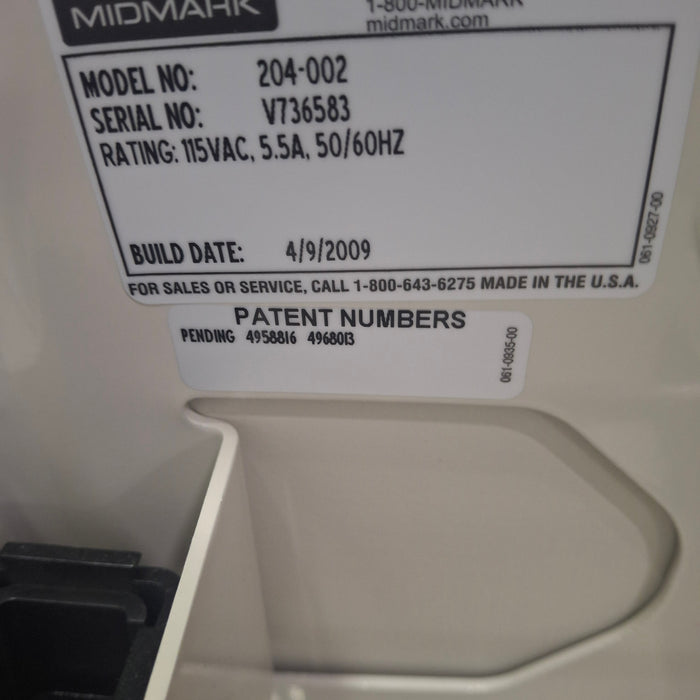 MIDMARK
1-800-MIDMARK
midmark.com
MODEL NO: 204-002
SERIAL NO: V736583
RATING: 115VAC, 5.5A, 50/60HZ
BUILD DATE: 4/9/2009
061-0927-00
FOR SALES OR SERVICE, CALL 1-800-643-6275 MADE IN THE U.S.A.
PATENT NUMBERS
PENDING 4958816 4968013
061-0935-00